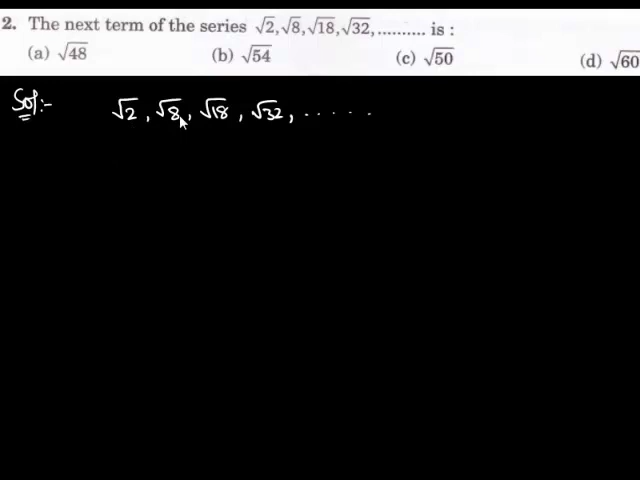 2. The next term of the series √2, √8, √18, √32, .......... is :
(a) √48 (b) √54 (c) √50 (d) √60
Sol:- √2, √8, √18, √32, . . . . .